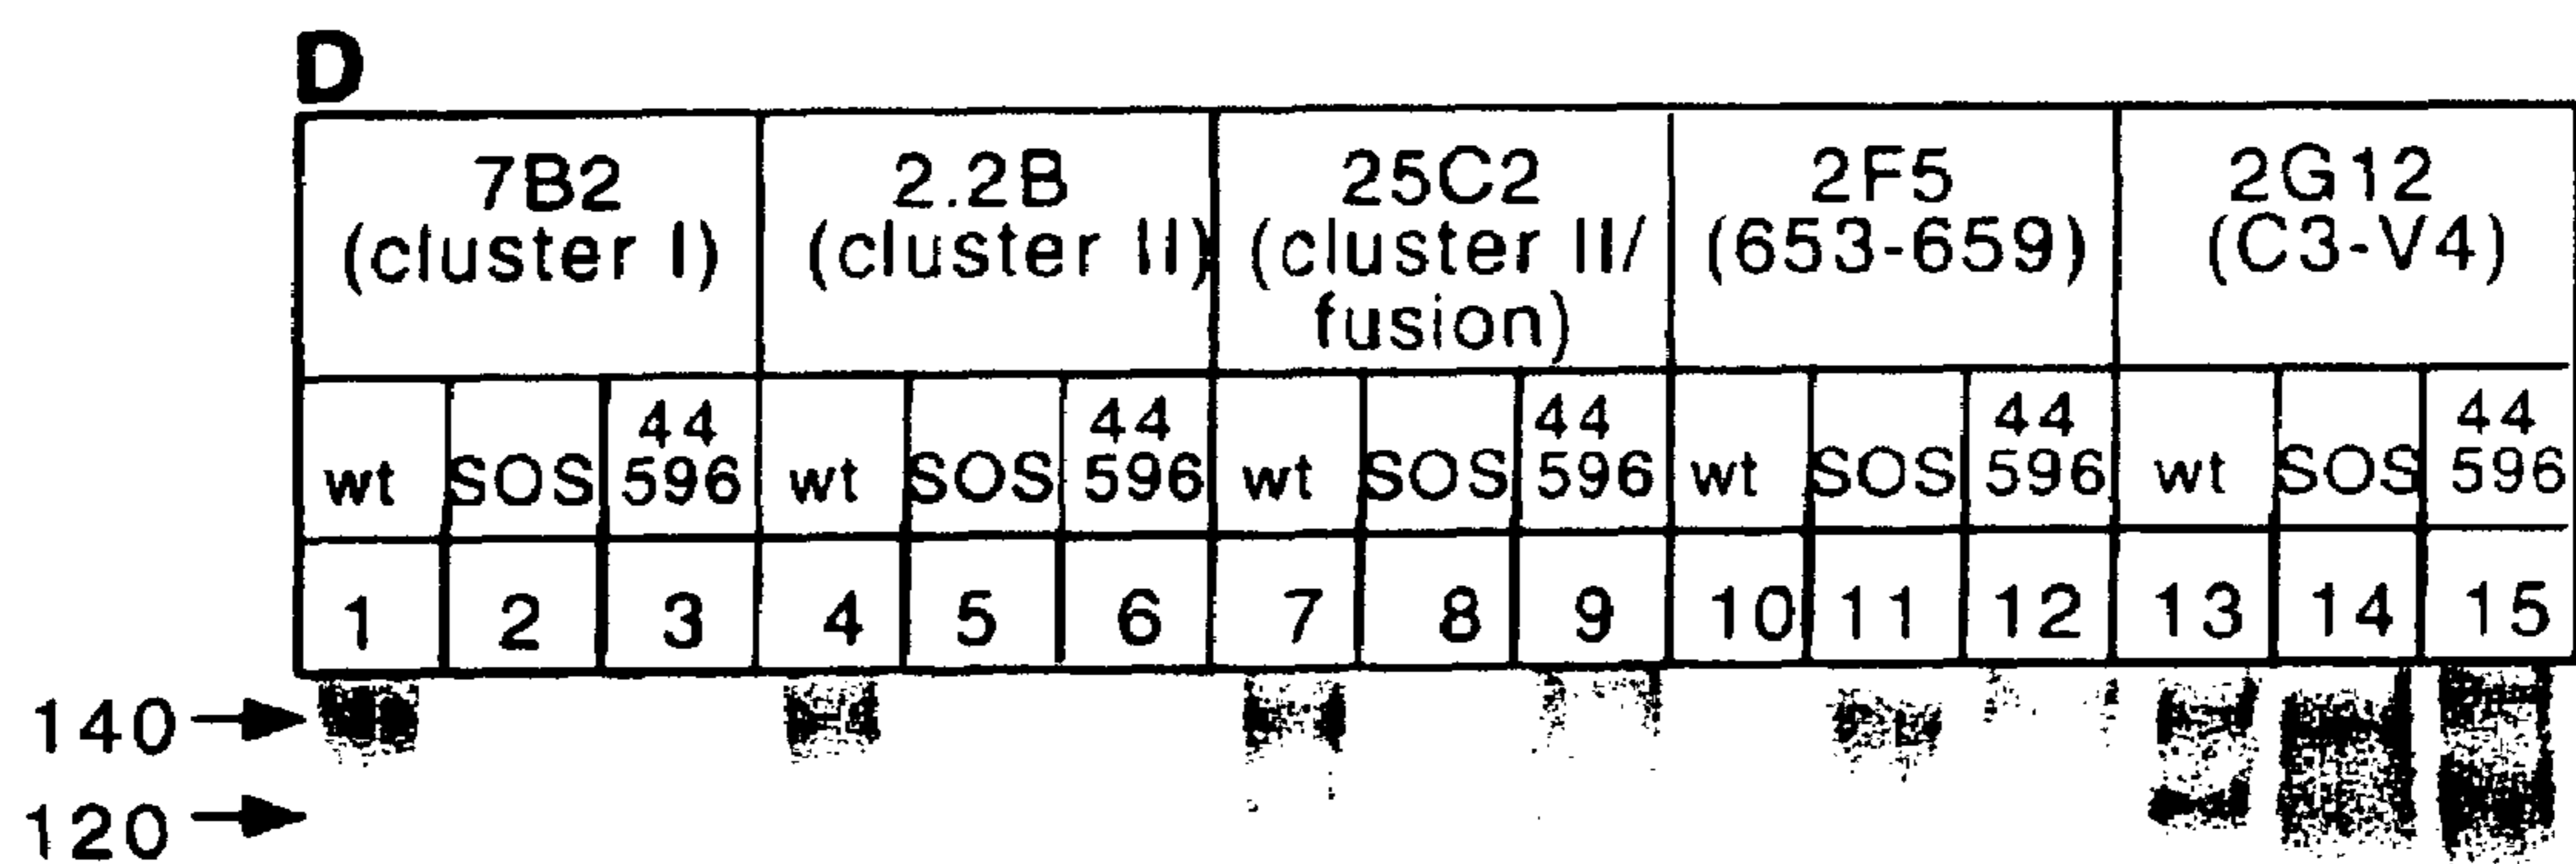 D
7B2 2.2B 25C2 2F5 2G12
(cluster I) (cluster II) (cluster II/ (653-659) (C3-V4)
fusion)
44 44 44 44 44
wt SOS 596 wt SOS 596 wt SOS 596 wt SOS 596 wt SOS 596
1 2 3 4 5 6 7 8 9 10 11 12 13 14 15
140
120